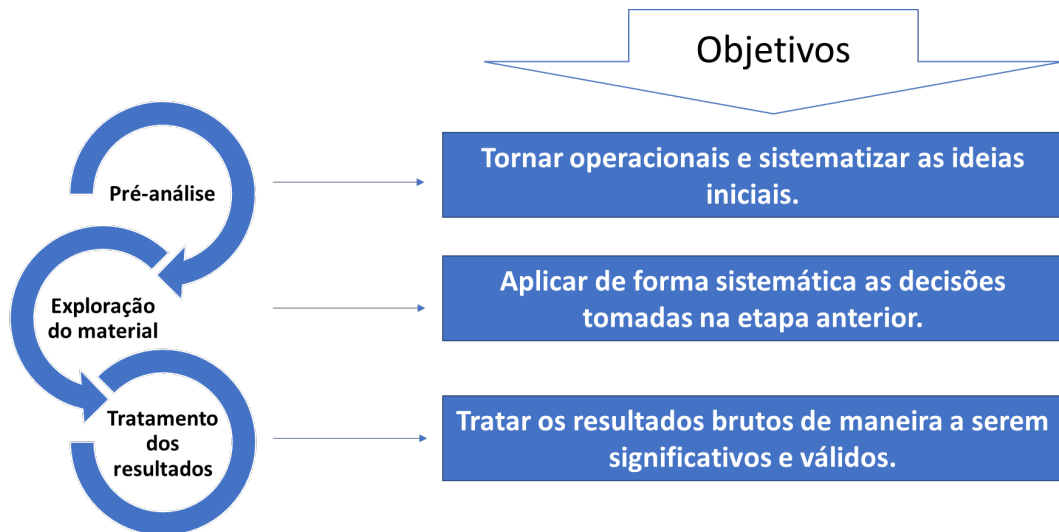 Objetivos
Pré-análise
Tornar operacionais e sistematizar as ideias
iniciais.
Exploração
do material
Aplicar de forma sistemática as decisões
tomadas na etapa anterior.
Tratamento
dos
resultados
Tratar os resultados brutos de maneira a serem
significativos e válidos.